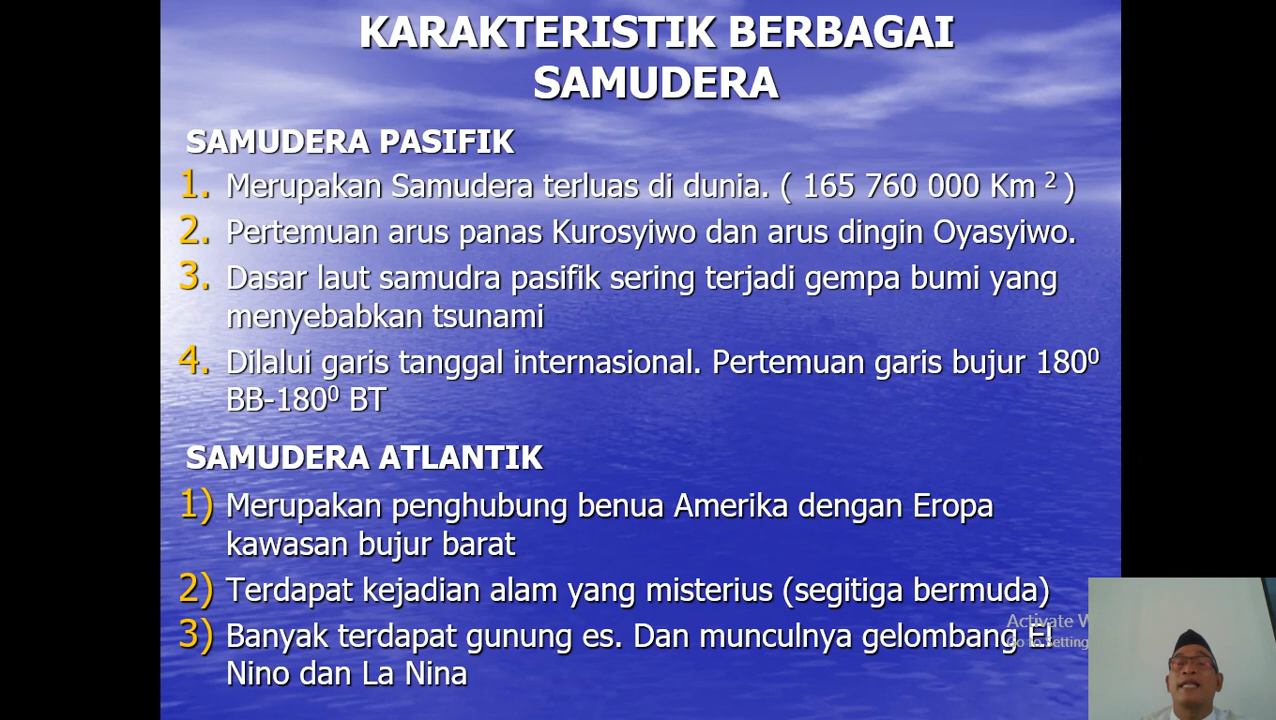 KARAKTERISTIK BERBAGAI
SAMUDERA
SAMUDERA PASIFIK
1. Merupakan Samudera terluas di dunia. ( 165 760 000 Km ² )
2. Pertemuan arus panas Kurosyiwo dan arus dingin Oyasyiwo.
3. Dasar laut samudra pasifik sering terjadi gempa bumi yang
menyebabkan tsunami
4. Dilalui garis tanggal internasional. Pertemuan garis bujur 180⁰
BB-180⁰ BT
SAMUDERA ATLANTIK
1) Merupakan penghubung benua Amerika dengan Eropa
kawasan bujur barat
2) Terdapat kejadian alam yang misterius (segitiga bermuda)
3) Banyak terdapat gunung es. Dan munculnya gelombang El
Nino dan La Nina
Activate W
Go to Setting